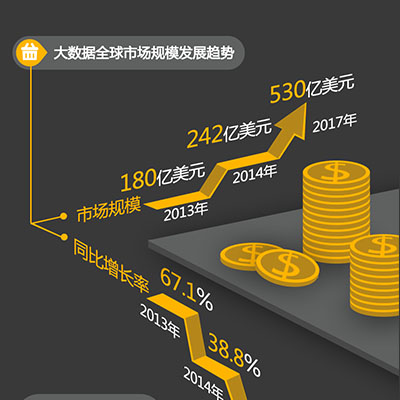 大数据全球市场规模发展趋势
530亿美元
2017年
242亿美元
2014年
180亿美元
2013年
市场规模
同比增长率
67.1%
2013年
38.8%
2014年